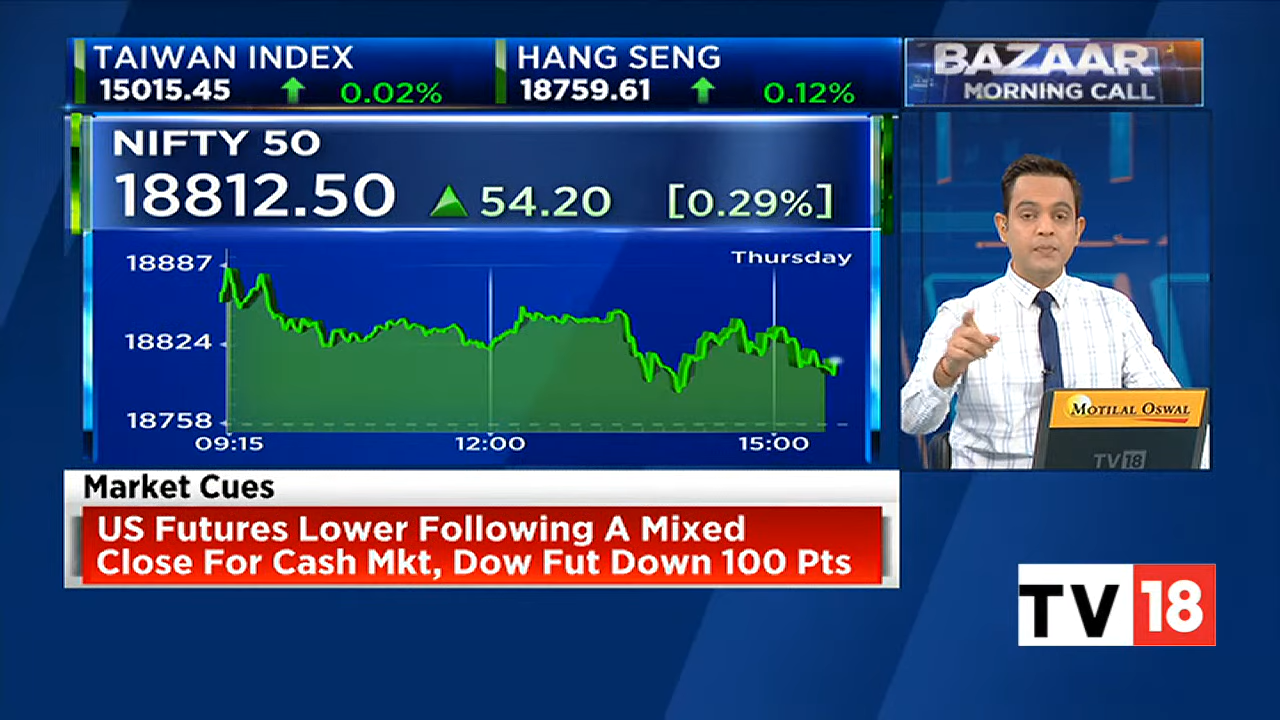 TAIWAN INDEX
15015.45 0.02%
HANG SENG
18759.61 0.12%
BAZAAR
MORNING CALL
NIFTY 50
18812.50 54.20 [0.29%]
Thursday
18887
18824
18758
09:15 12:00 15:00
MOTILAL OSWAL
TV18
Market Cues
US Futures Lower Following A Mixed
Close For Cash Mkt, Dow Fut Down 100 Pts
TV18